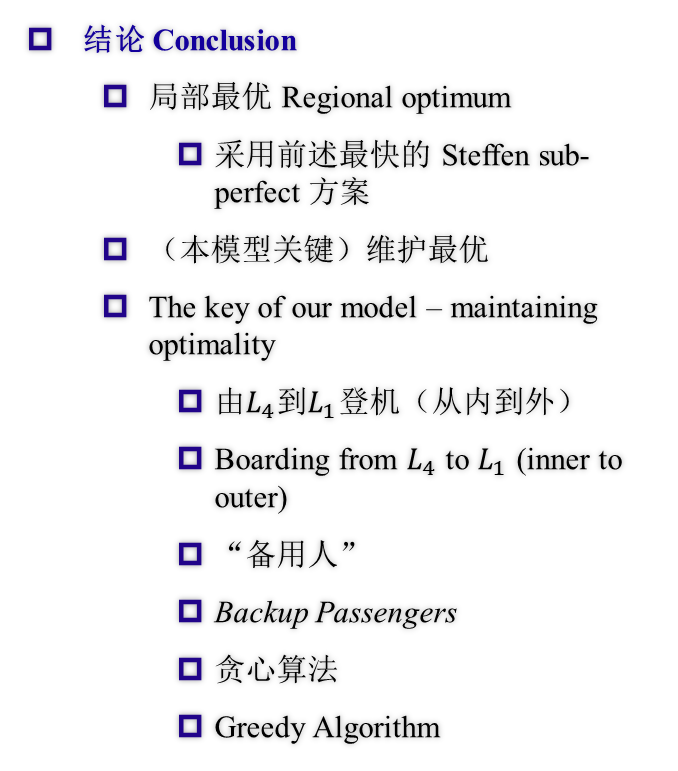 结论 Conclusion
局部最优 Regional optimum
采用前述最快的 Steffen sub-
perfect 方案
（本模型关键）维护最优
The key of our model – maintaining
optimality
由L₄到L₁登机（从内到外）
Boarding from L₄ to L₁ (inner to
outer)
“备用人”
Backup Passengers
贪心算法
Greedy Algorithm